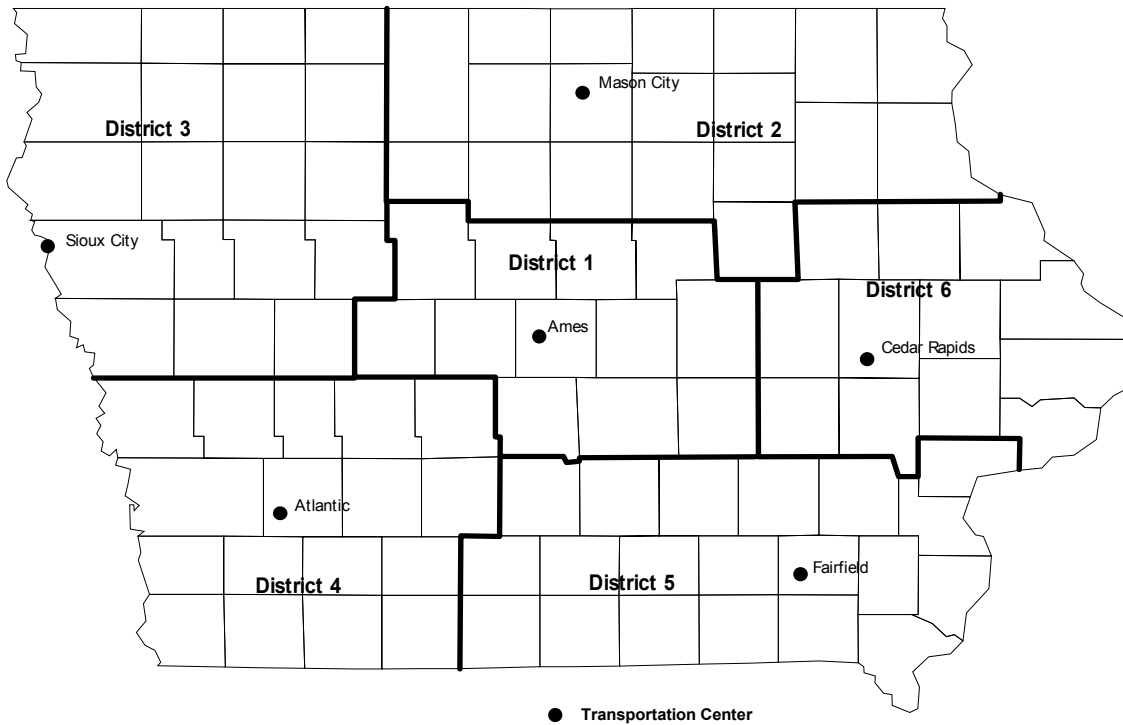 Mason City
District 3
District 2
Sioux City
District 1
District 6
Ames
Cedar Rapids
Atlantic
Fairfield
District 4
District 5
Transportation Center